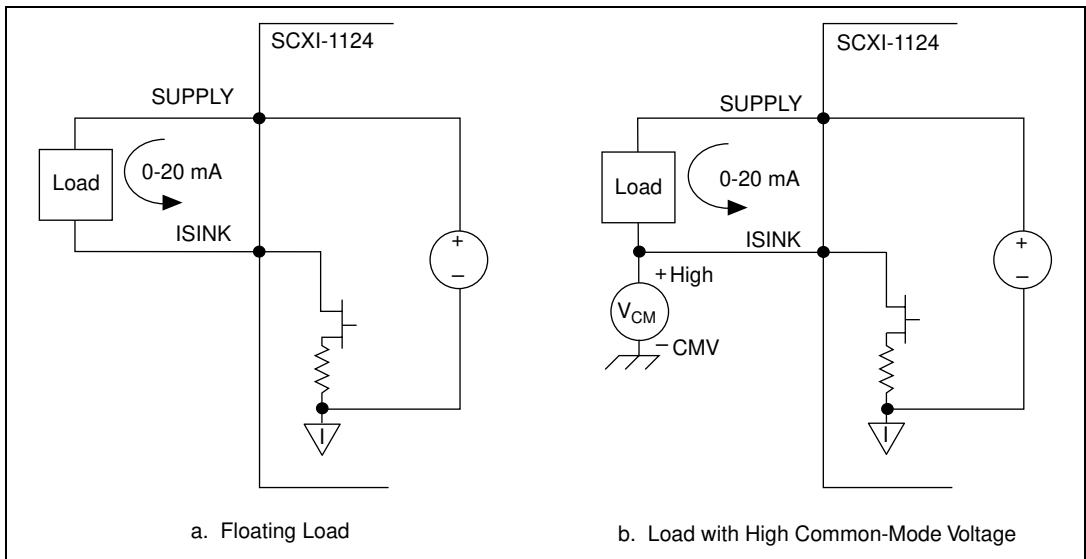 SCXI-1124
SUPPLY
Load
0-20 mA
ISINK
+
–
I
a. Floating Load
SCXI-1124
SUPPLY
Load
0-20 mA
ISINK
+High
VCM
– CMV
+
–
I
b. Load with High Common-Mode Voltage